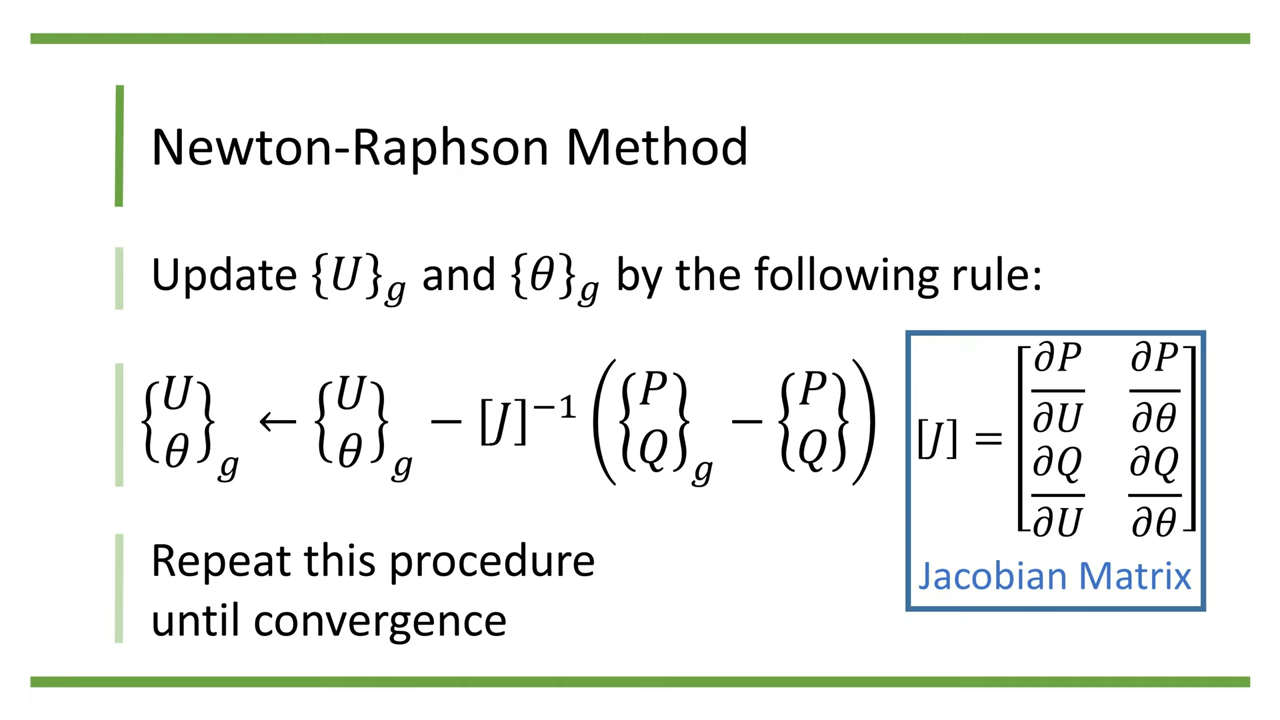 Newton-Raphson Method
Update {U}_g and {θ}_g by the following rule:
{U θ}_g ← {U θ}_g − [J]^−1 ({P Q}_g − {P Q})
[J] = [∂P/∂U ∂P/∂θ ∂Q/∂U ∂Q/∂θ]
Jacobian Matrix
Repeat this procedure
until convergence